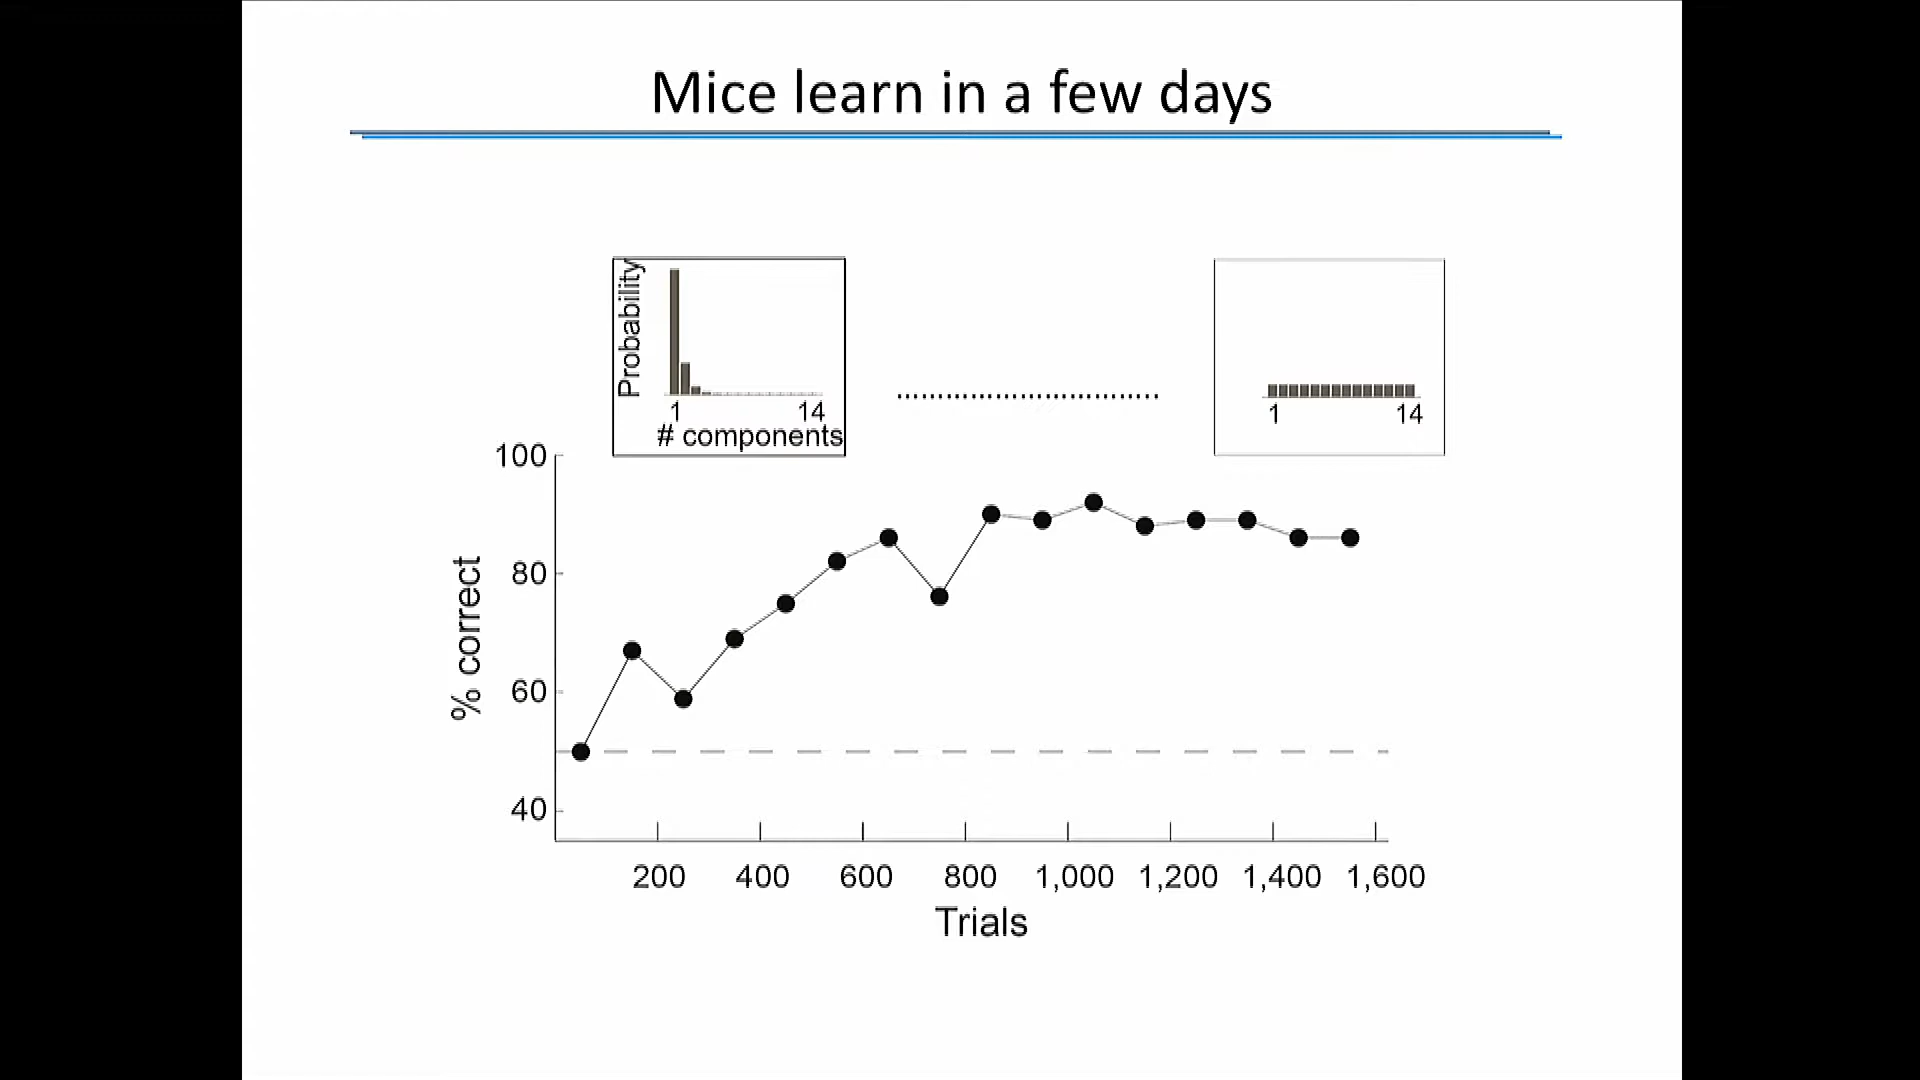 Mice learn in a few days
Probability
1 14
# components
1 14
100
80
60
40
% correct
200 400 600 800 1,000 1,200 1,400 1,600
Trials